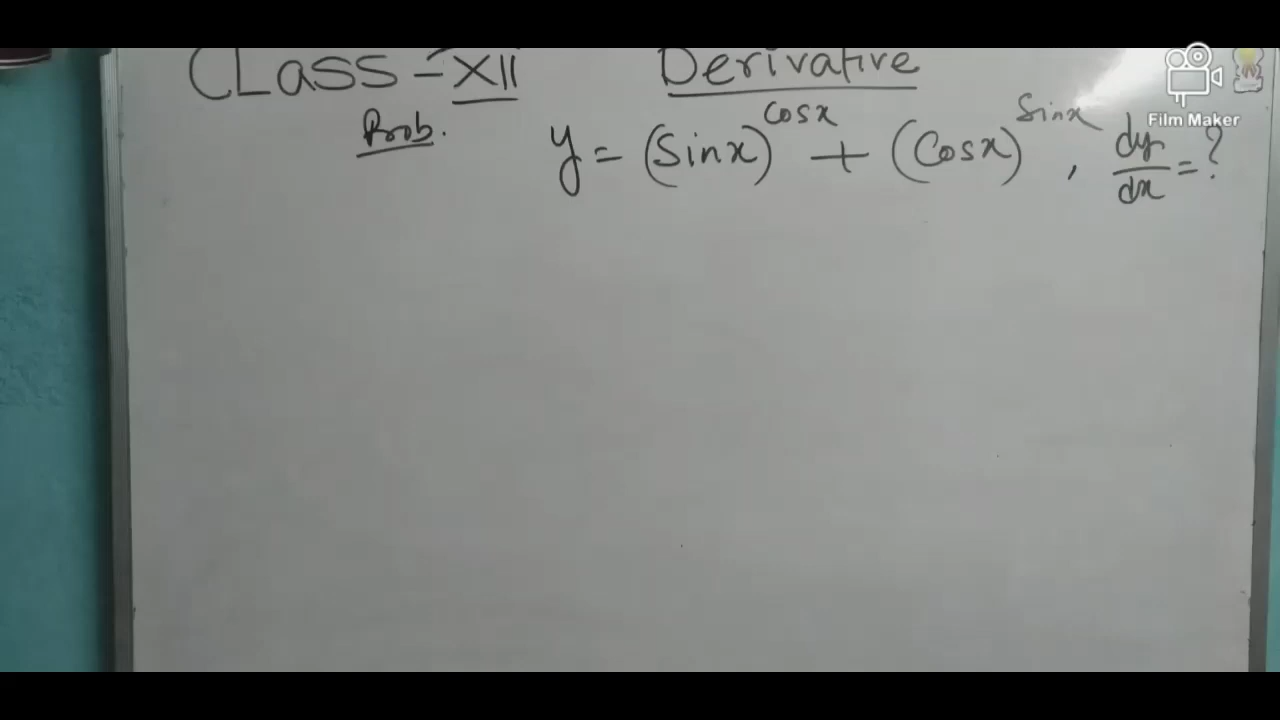 CLass - XII Derivative
Prob. y = (Sinx)^cosx + (Cosx)^Sinx, dy/dx = ?
Film Maker